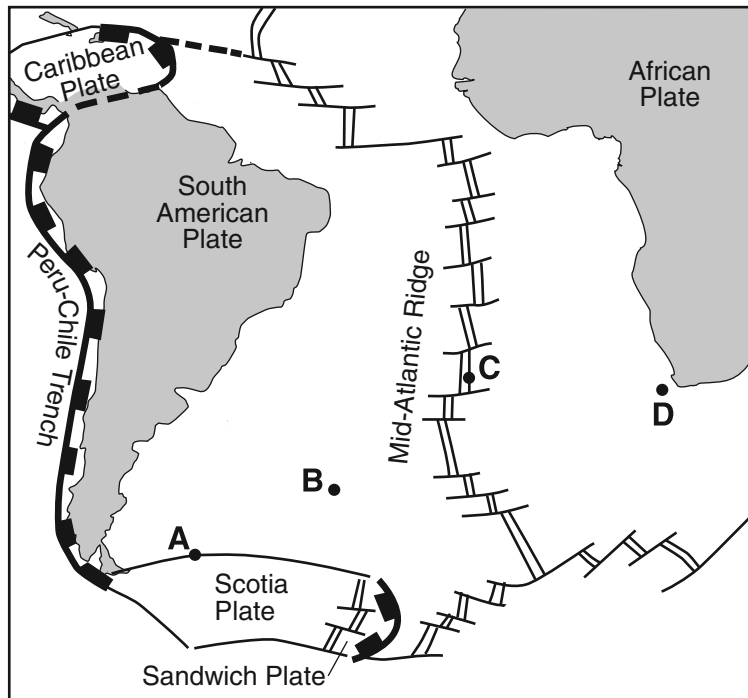 Caribbean
Plate
African
Plate
South
American
Plate
Peru-Chile Trench
Mid-Atlantic Ridge
C
D
B
A
Scotia
Plate
Sandwich Plate